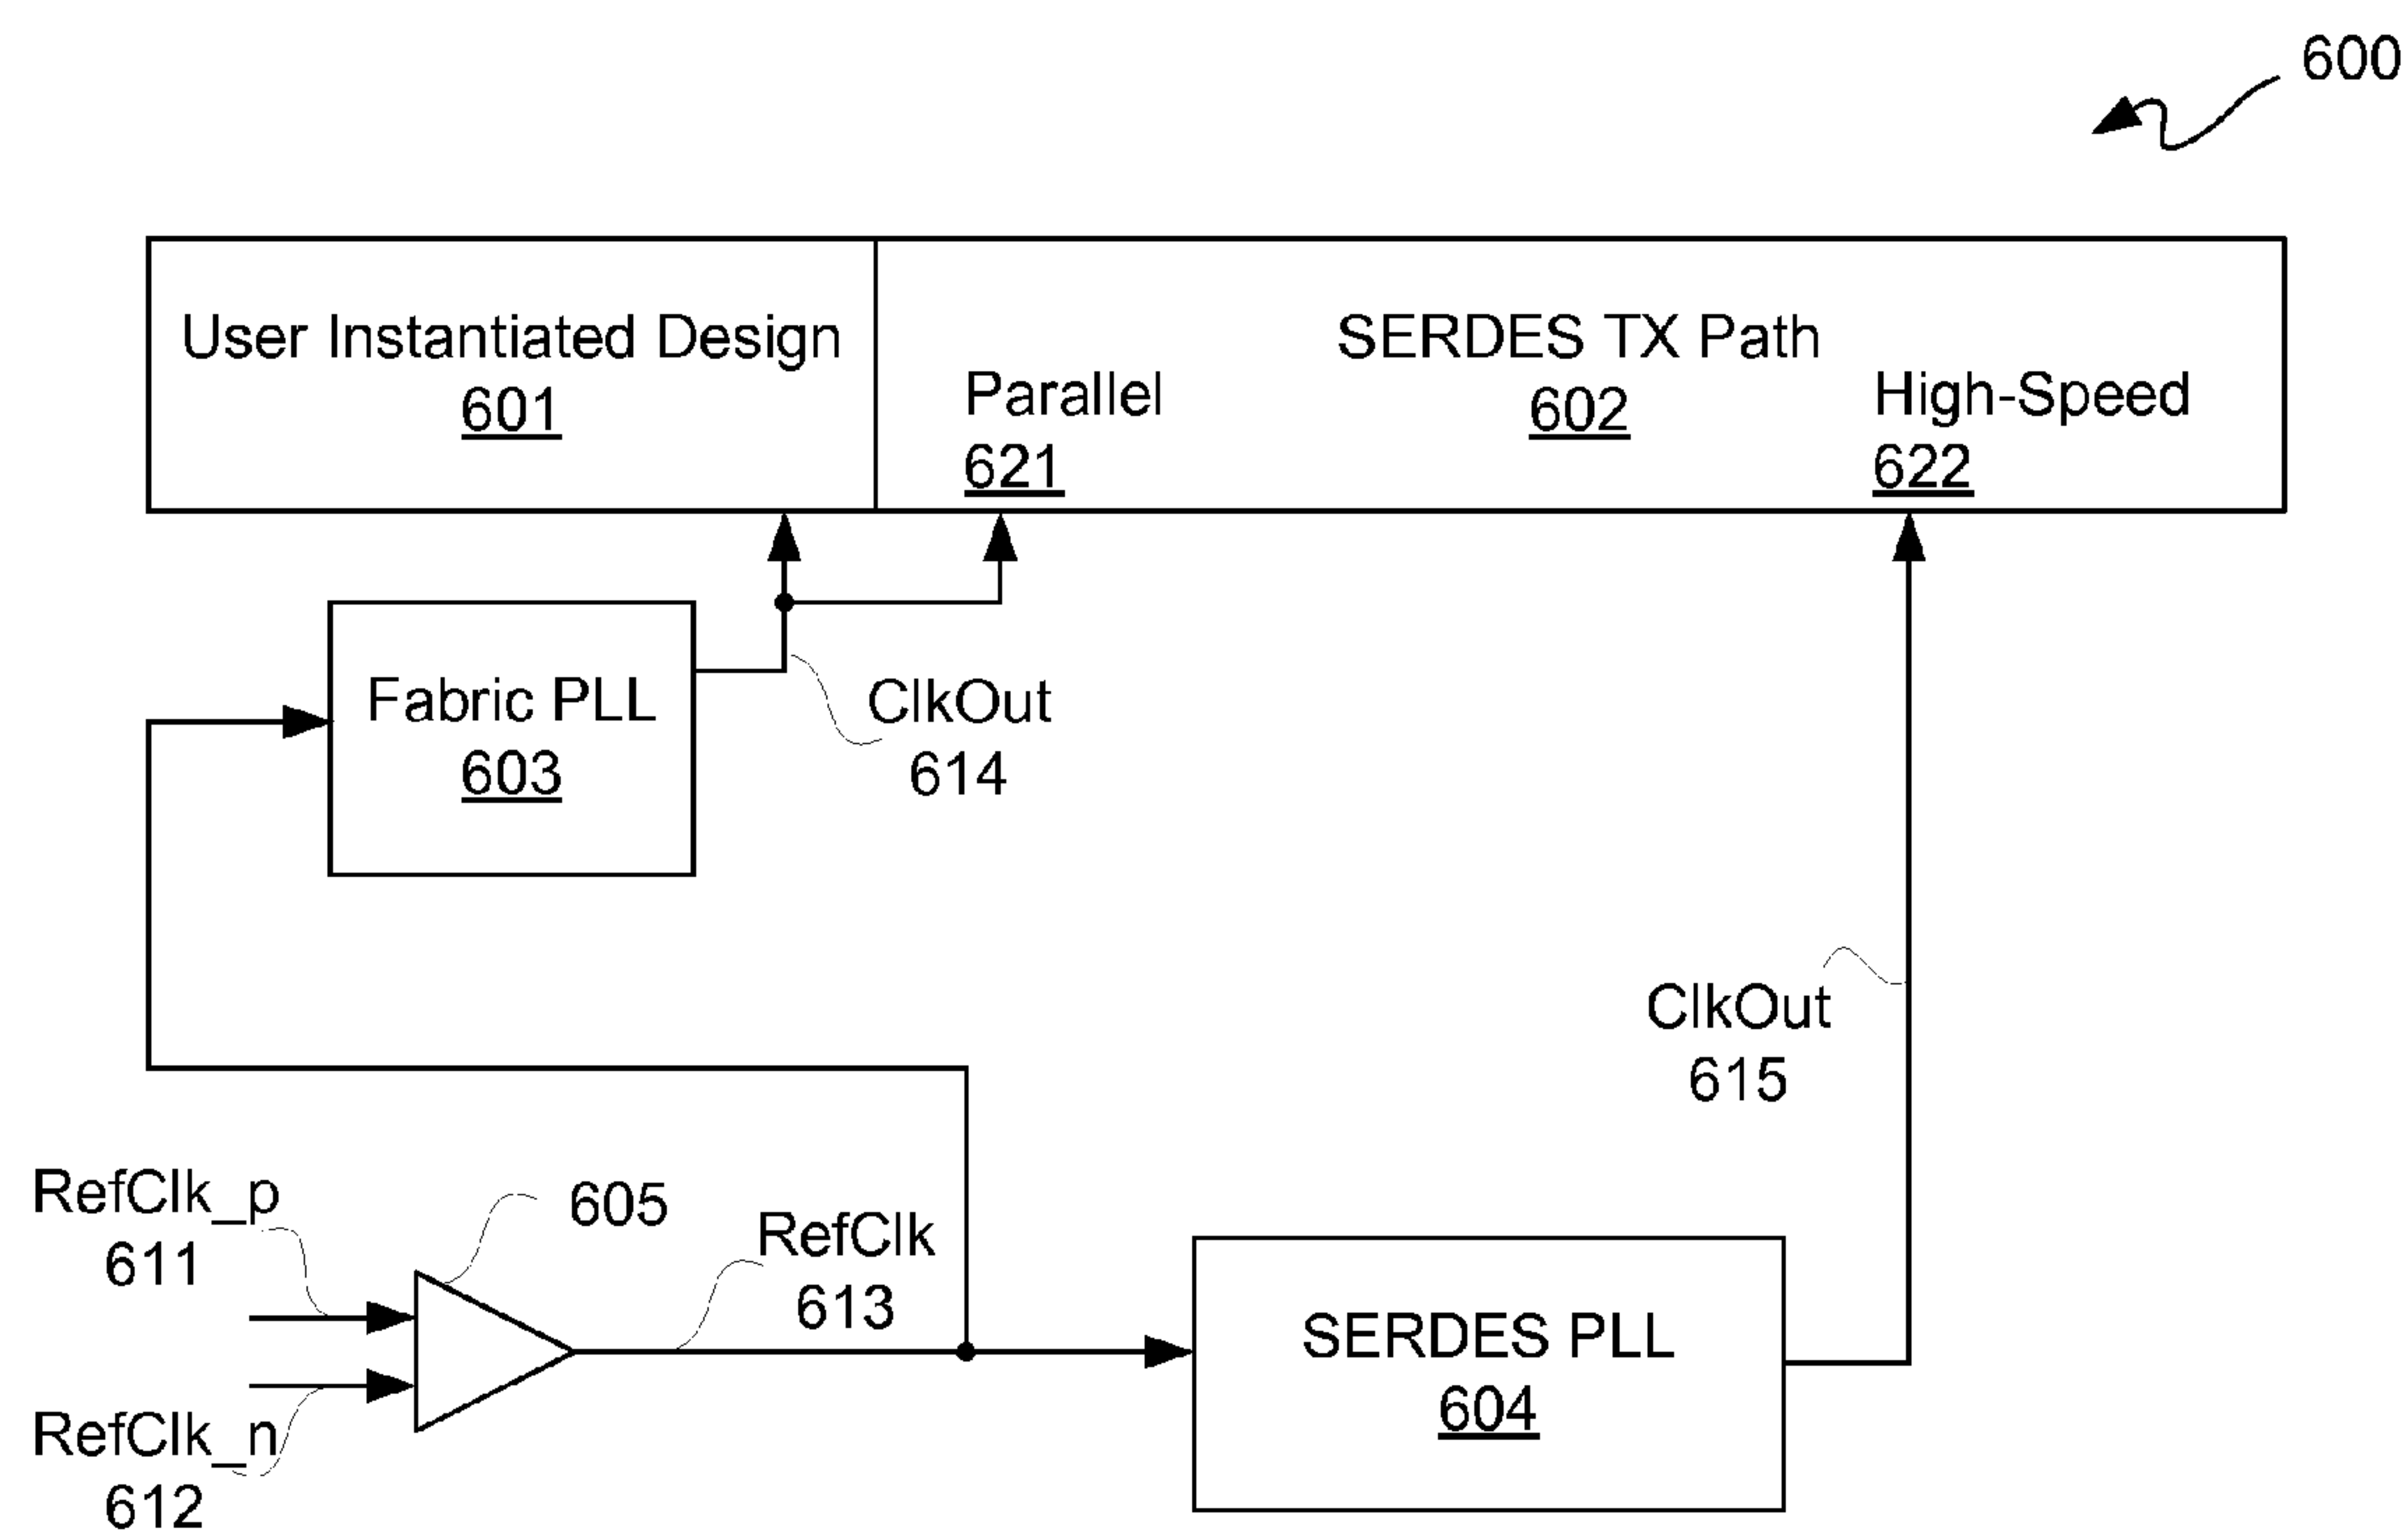 600
User Instantiated Design
601
SERDES TX Path
602
Parallel
621
High-Speed
622
Fabric PLL
603
ClkOut
614
ClkOut
615
RefClk_p
611
605
RefClk
613
RefClk_n
612
SERDES PLL
604